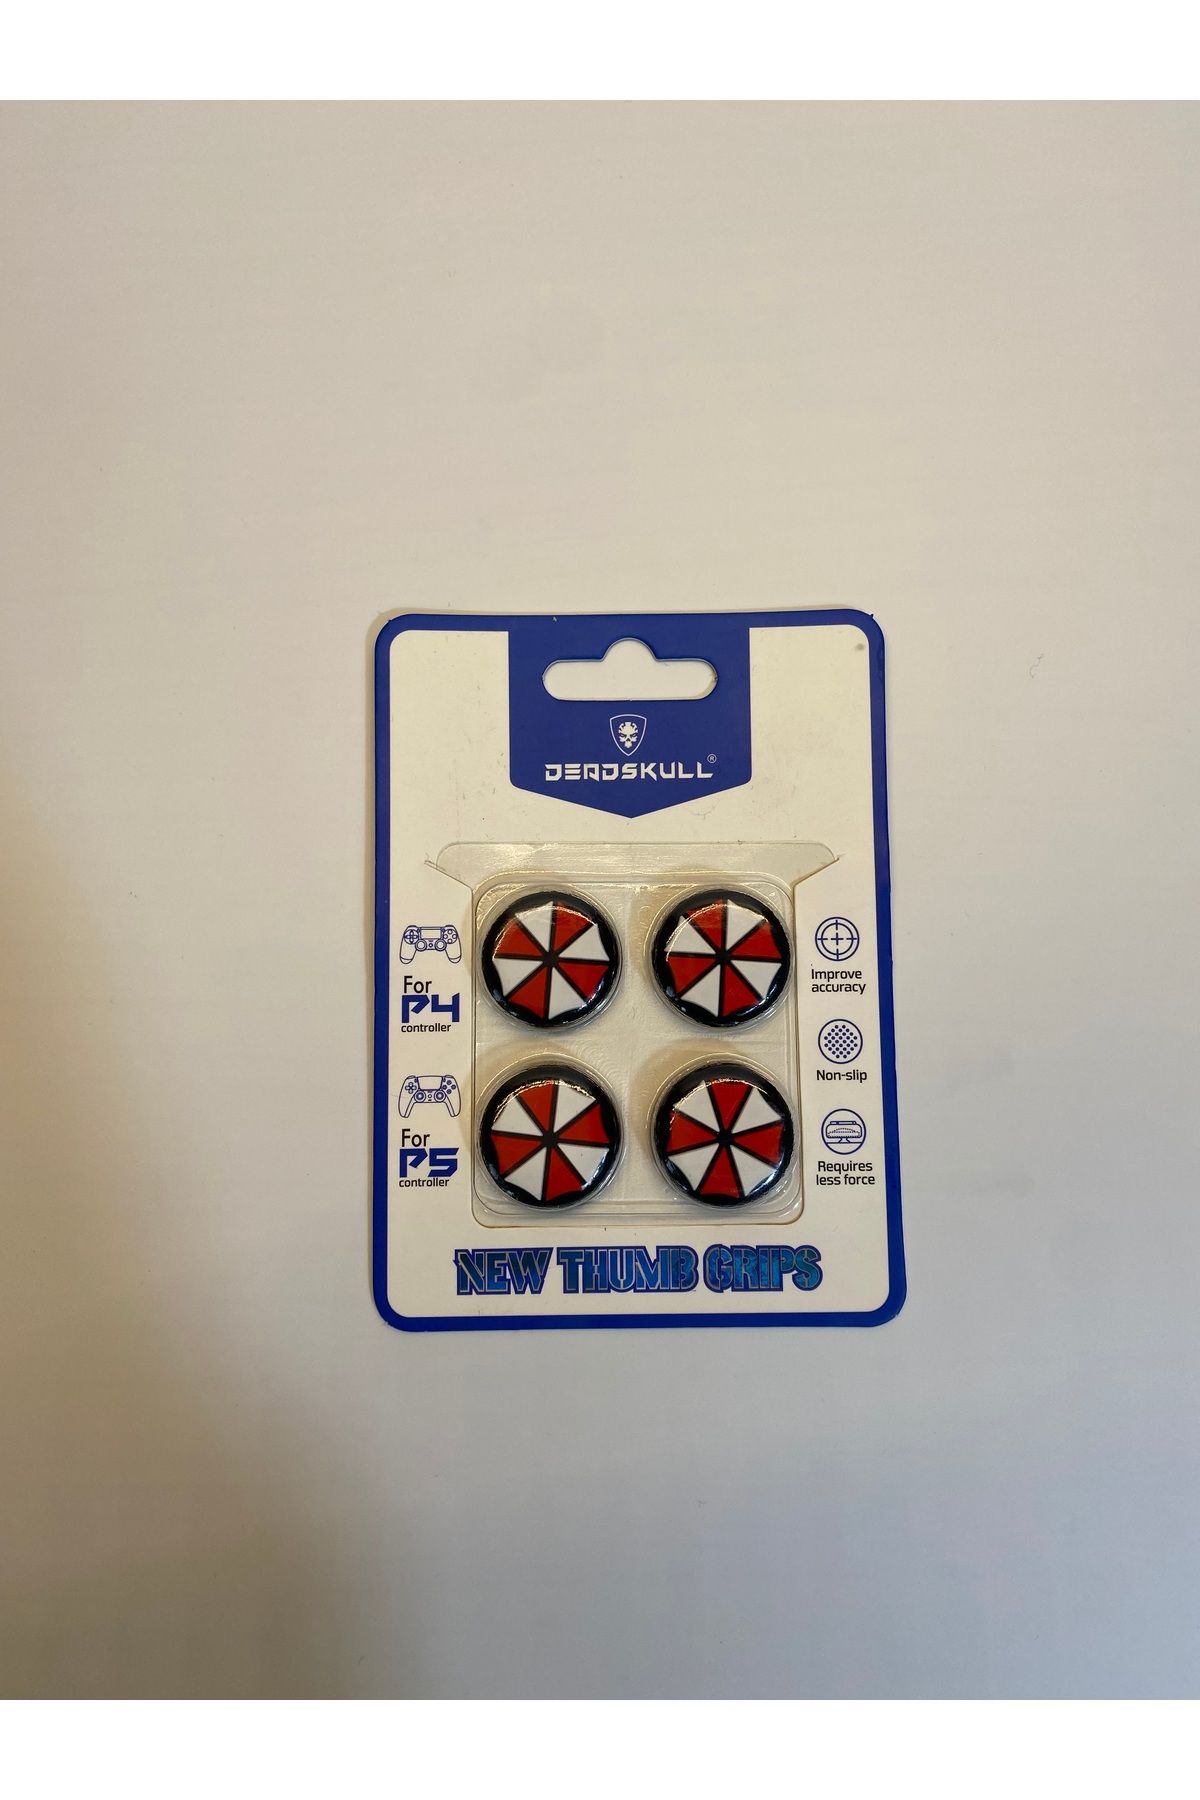 DEADSKULL®
For
P4
controller
For
P5
controller
Improve
accuracy
Non-slip
Requires
less force
NEW THUMB GRIPS